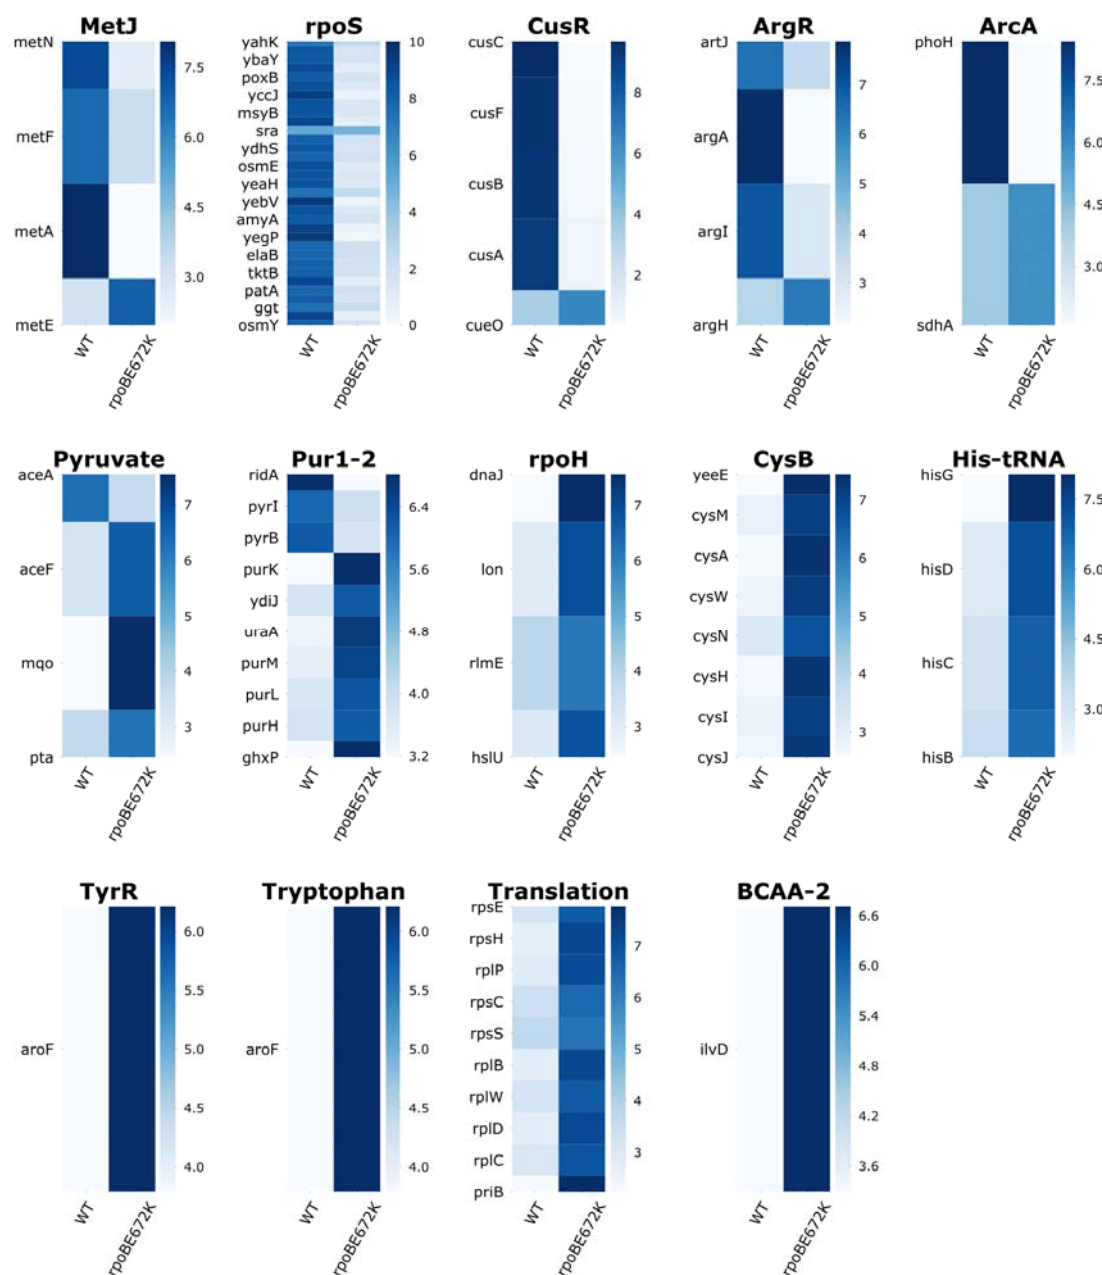 MetJ
metN
metF
metA
metE
7.5
6.0
4.5
3.0
WT
rpoBE672K
rpoS
yahK
ybaY
poxB
yccJ
msyB
sra
ydhS
osmE
yeaH
yebV
amyA
yegP
elaB
tktB
patA
ggt
osmY
10
8
6
4
2
0
WT
rpoBE672K
CusR
cusC
cusF
cusB
cusA
cueO
8
6
4
2
WT
rpoBE672K
ArgR
artJ
argA
argI
argH
7
6
5
4
3
WT
rpoBE672K
ArcA
phoH
sdhA
7.5
6.0
4.5
3.0
WT
rpoBE672K
Pyruvate
aceA
aceF
mqo
pta
7
6
5
4
3
WT
rpoBE672K
Pur1-2
ridA
pyrI
pyrB
purK
ydiJ
uraA
purM
purL
purH
ghxP
6.4
5.6
4.8
4.0
3.2
WT
rpoBE672K
rpoH
dnaJ
lon
rlmE
hslU
7
6
5
4
3
WT
rpoBE672K
CysB
yeeE
cysM
cysA
cysW
cysN
cysH
cysI
cysJ
7
6
5
4
3
WT
rpoBE672K
His-tRNA
hisG
hisD
hisC
hisB
7.5
6.0
4.5
3.0
WT
rpoBE672K
TyrR
aroF
6.0
5.5
5.0
4.5
4.0
WT
rpoBE672K
Tryptophan
aroF
6.0
5.5
5.0
4.5
4.0
WT
rpoBE672K
Translation
rpsE
rpsH
rplP
rpsC
rpsS
rplB
rplW
rplD
rplC
priB
7
6
5
4
3
WT
rpoBE672K
BCAA-2
ilvD
6.6
6.0
5.4
4.8
4.2
3.6
WT
rpoBE672K